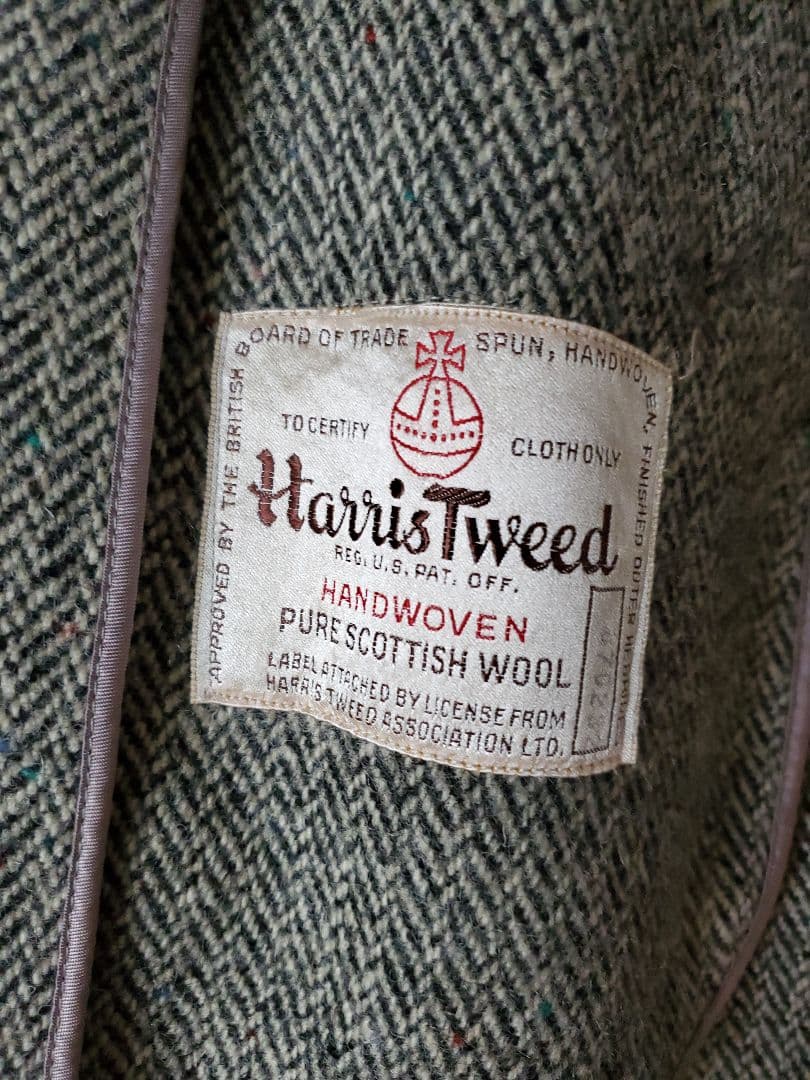 APPROVED BY THE BRITISH BOARD OF TRADE
SPUN, HANDWOVEN, FINISHED OUTER
TO CERTIFY
CLOTH ONLY
Harris Tweed
REG. U.S. PAT. OFF.
HANDWOVEN
PURE SCOTTISH WOOL
LABEL ATTACHED BY LICENSE FROM
HARRIS TWEED ASSOCIATION LTD.